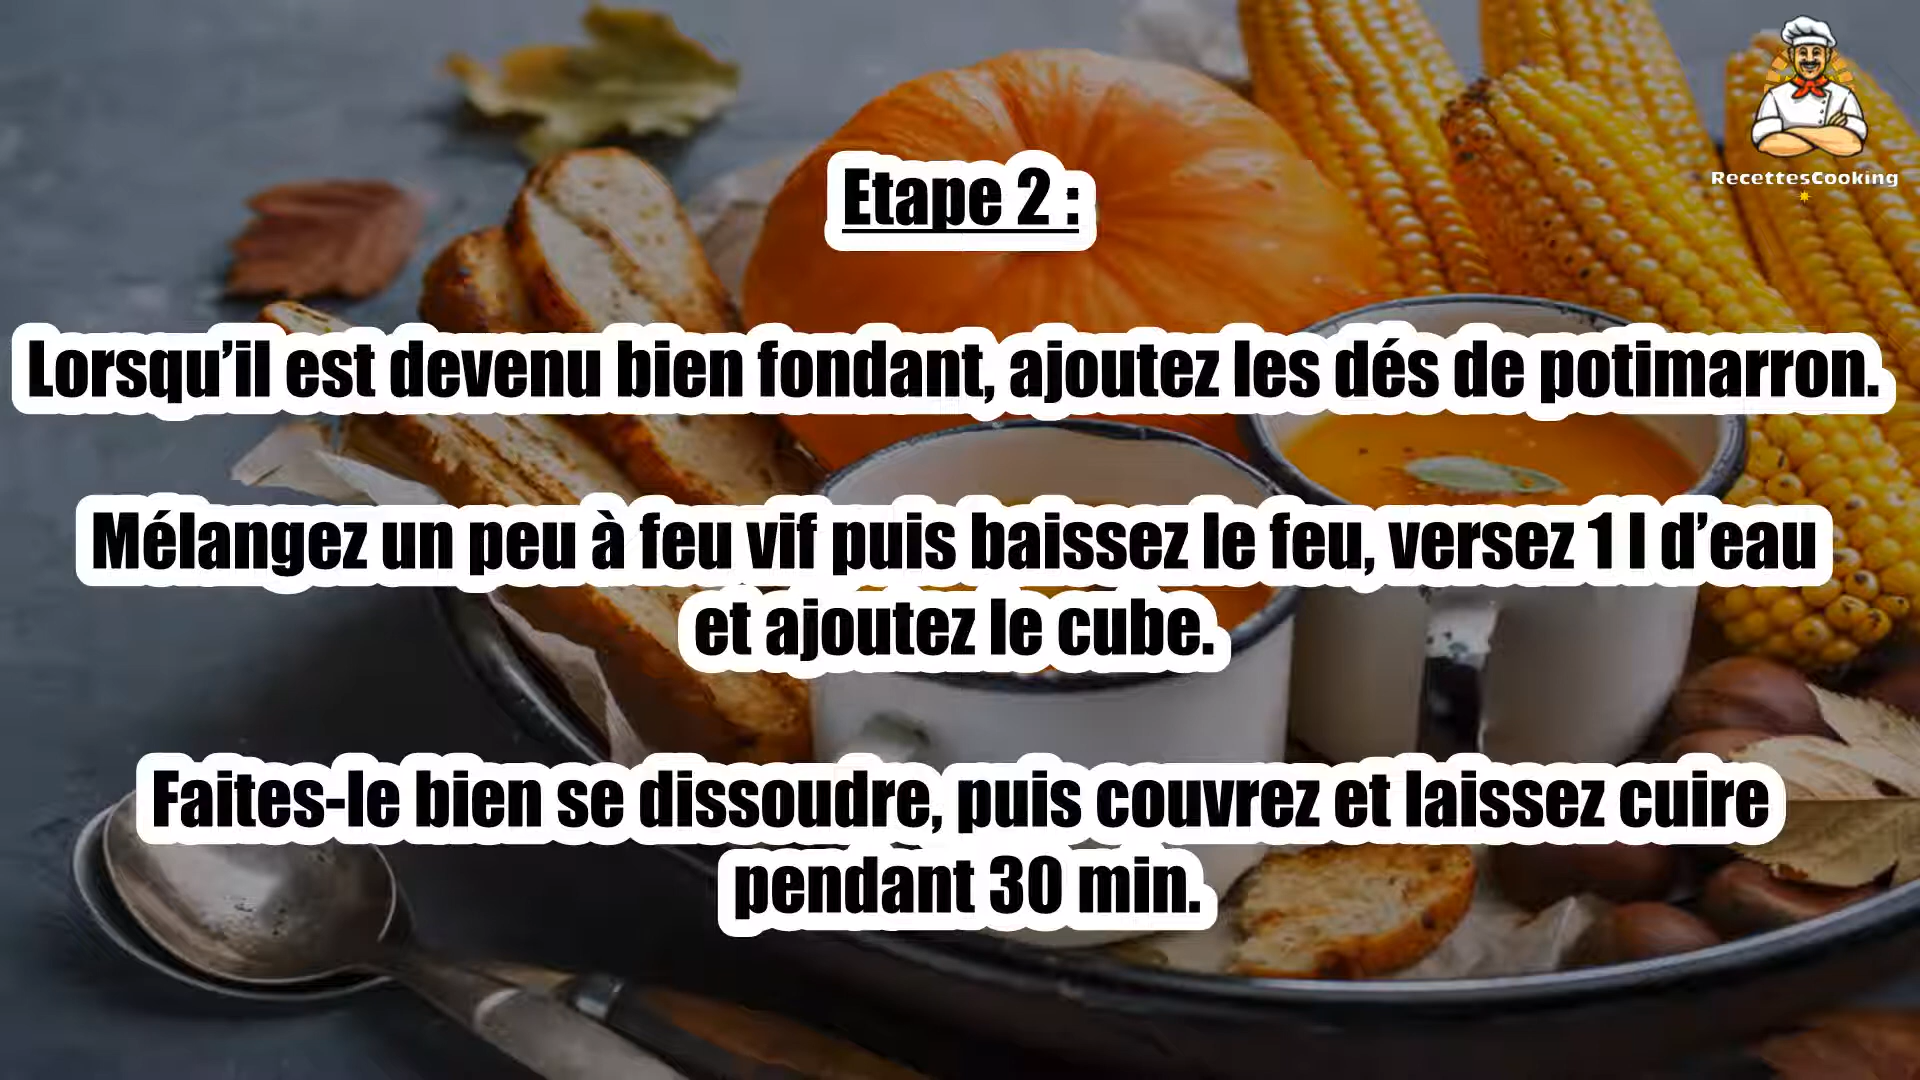 RecettesCooking
Etape 2 :
Lorsqu’il est devenu bien fondant, ajoutez les dés de potimarron.
Mélangez un peu à feu vif puis baissez le feu, versez 1 l d’eau
et ajoutez le cube.
Faites-le bien se dissoudre, puis couvrez et laissez cuire
pendant 30 min.